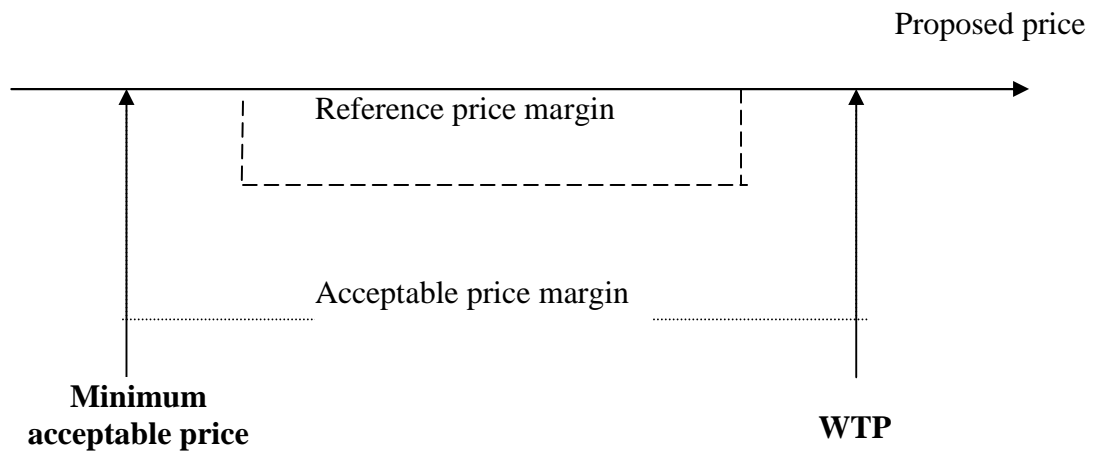 Proposed price
Reference price margin
Acceptable price margin
Minimum
acceptable price
WTP